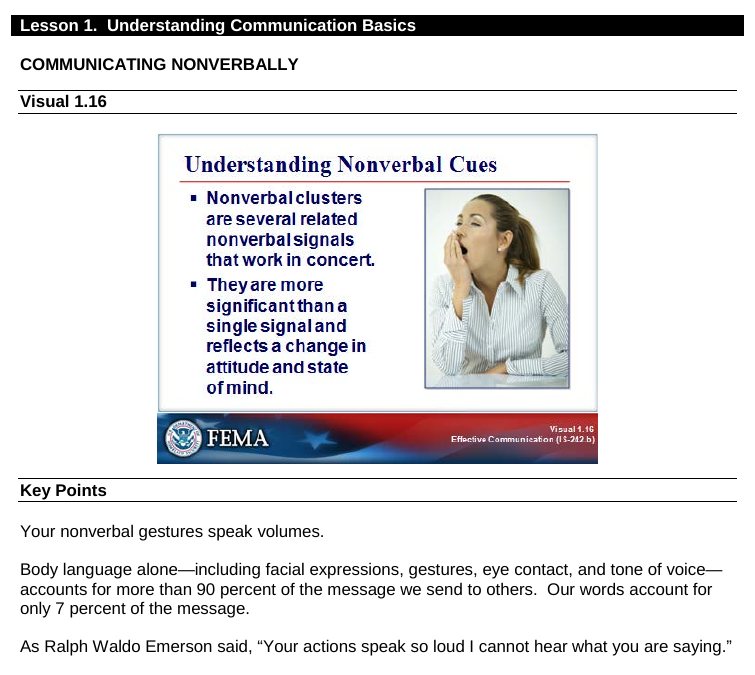 Lesson 1.  Understanding Communication Basics
COMMUNICATING NONVERBALLY
Visual 1.16
Understanding Nonverbal Cues
▪ Nonverbal clusters
are several related
nonverbal signals
that work in concert.
▪ They are more
significant than a
single signal and
reflects a change in
attitude and state
of mind.
FEMA
Visual 1.16
Effective Communication (IS-242.b)
Key Points
Your nonverbal gestures speak volumes.
Body language alone—including facial expressions, gestures, eye contact, and tone of voice—
accounts for more than 90 percent of the message we send to others.  Our words account for
only 7 percent of the message.
As Ralph Waldo Emerson said, “Your actions speak so loud I cannot hear what you are saying.”